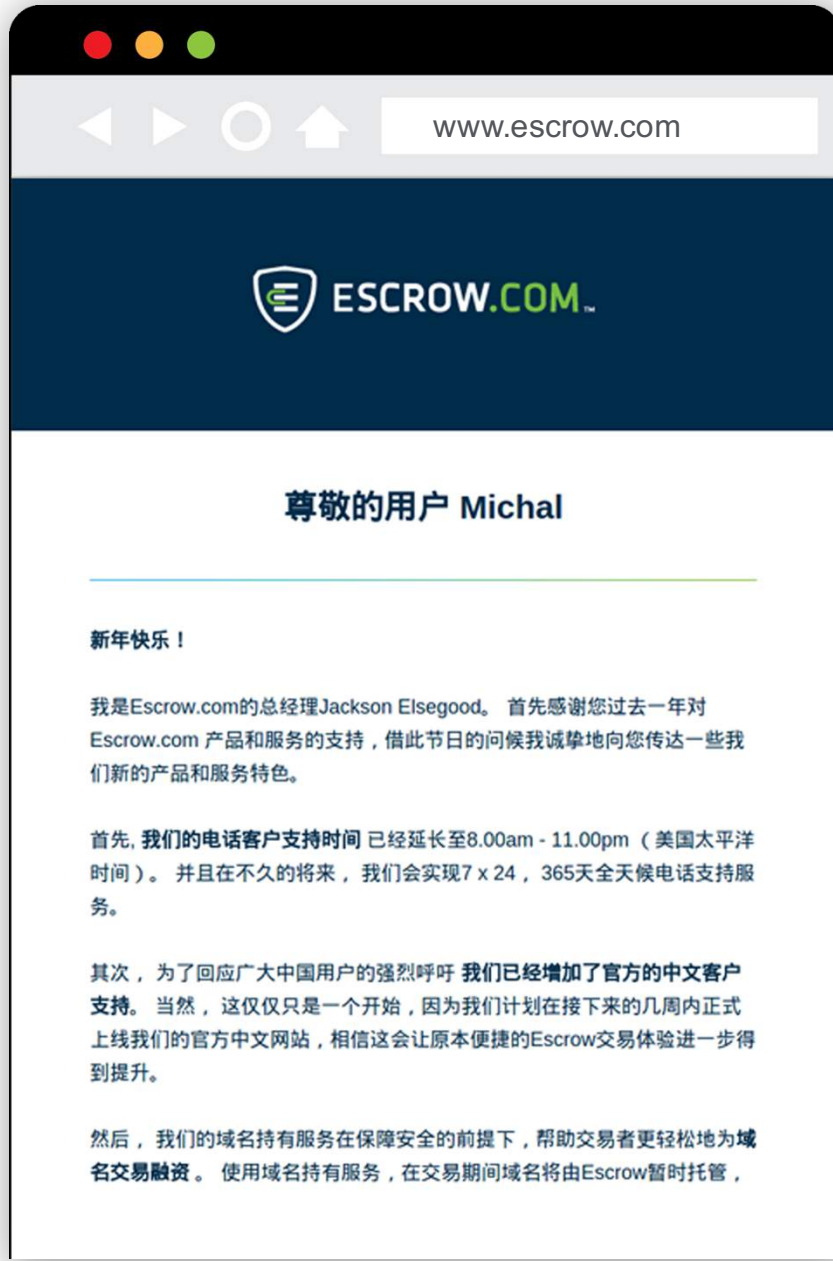 www.escrow.com
ESCROW.COM™
尊敬的用户 Michal
新年快乐！
我是Escrow.com的总经理Jackson Elsegood。 首先感谢您过去一年对
Escrow.com 产品和服务的支持，借此节日的问候我诚挚地向您传达一些我
们新的产品和服务特色。
首先, 我们的电话客户支持时间 已经延长至8.00am - 11.00pm （美国太平洋
时间）。 并且在不久的将来， 我们会实现7 x 24， 365天全天候电话支持服
务。
其次， 为了回应广大中国用户的强烈呼吁 我们已经增加了官方的中文客户
支持。 当然， 这仅仅只是一个开始，因为我们计划在接下来的几周内正式
上线我们的官方中文网站，相信这会让原本便捷的Escrow交易体验进一步得
到提升。
然后， 我们的域名持有服务在保障安全的前提下，帮助交易者更轻松地为域
名交易融资 。 使用域名持有服务，在交易期间域名将由Escrow暂时托管，